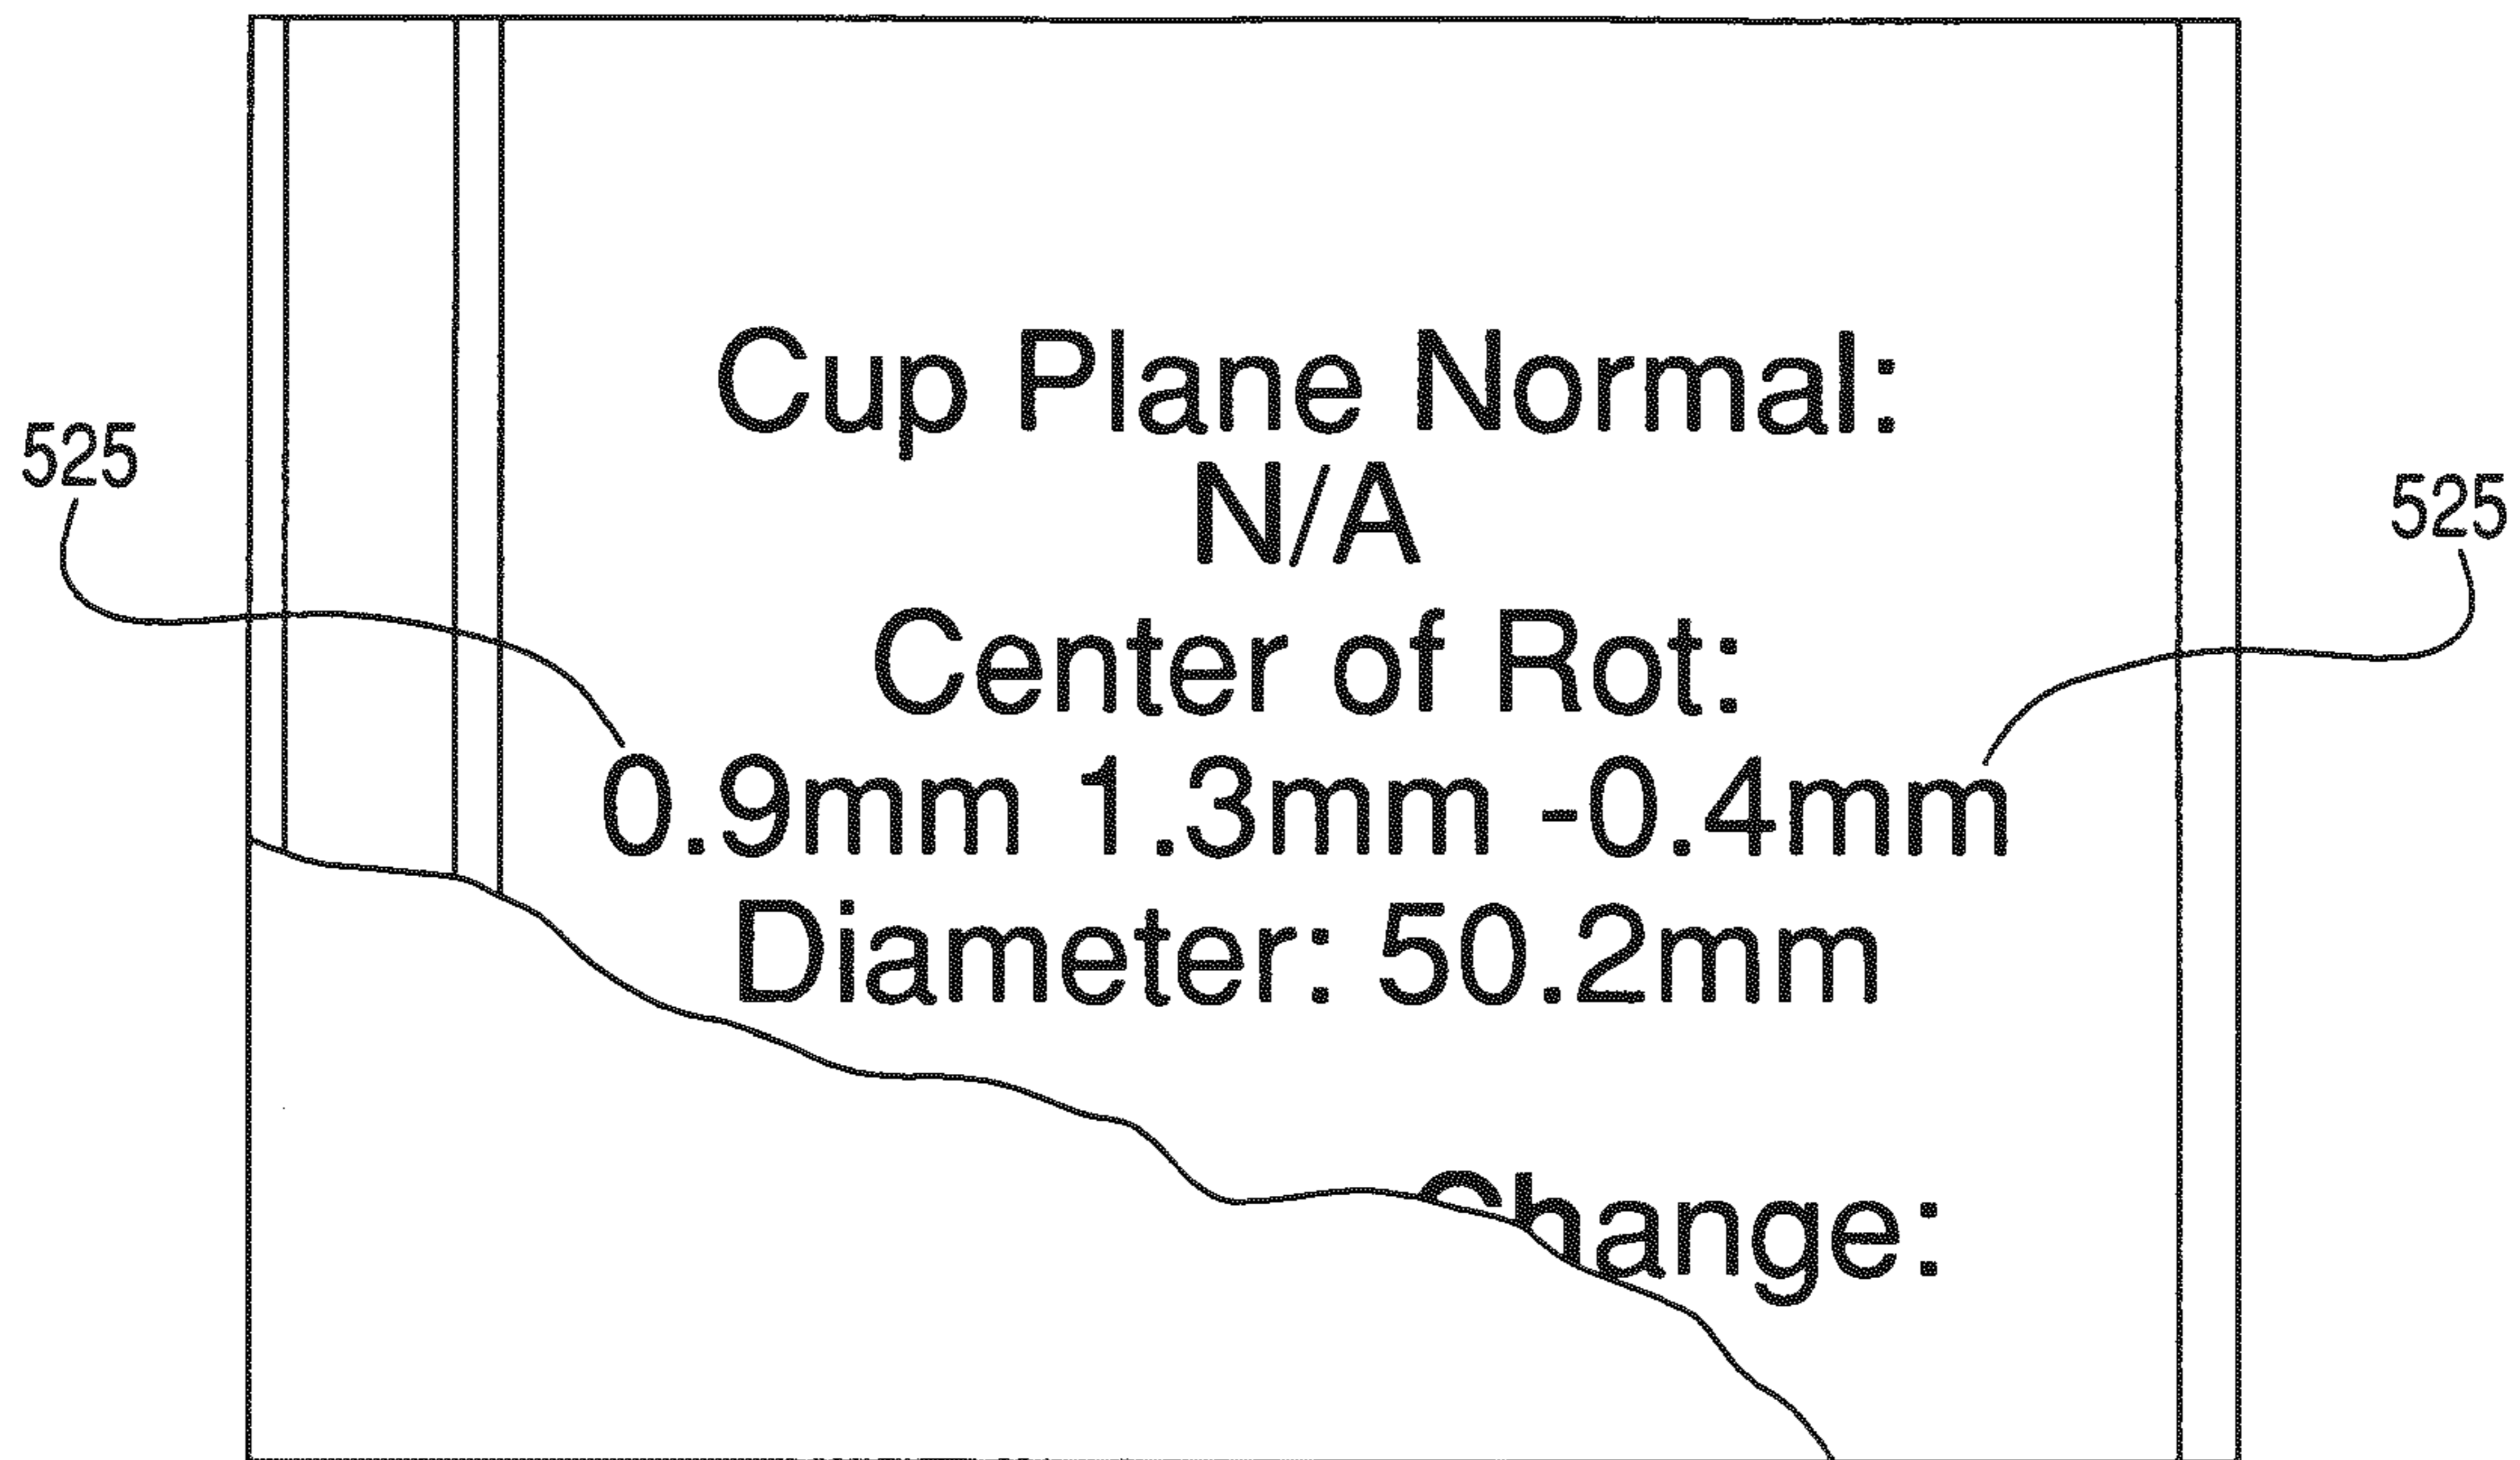 Cup Plane Normal:
525
N/A
525
Center of Rot:
0.9mm 1.3mm -0.4mm
Diameter: 50.2mm
Change: